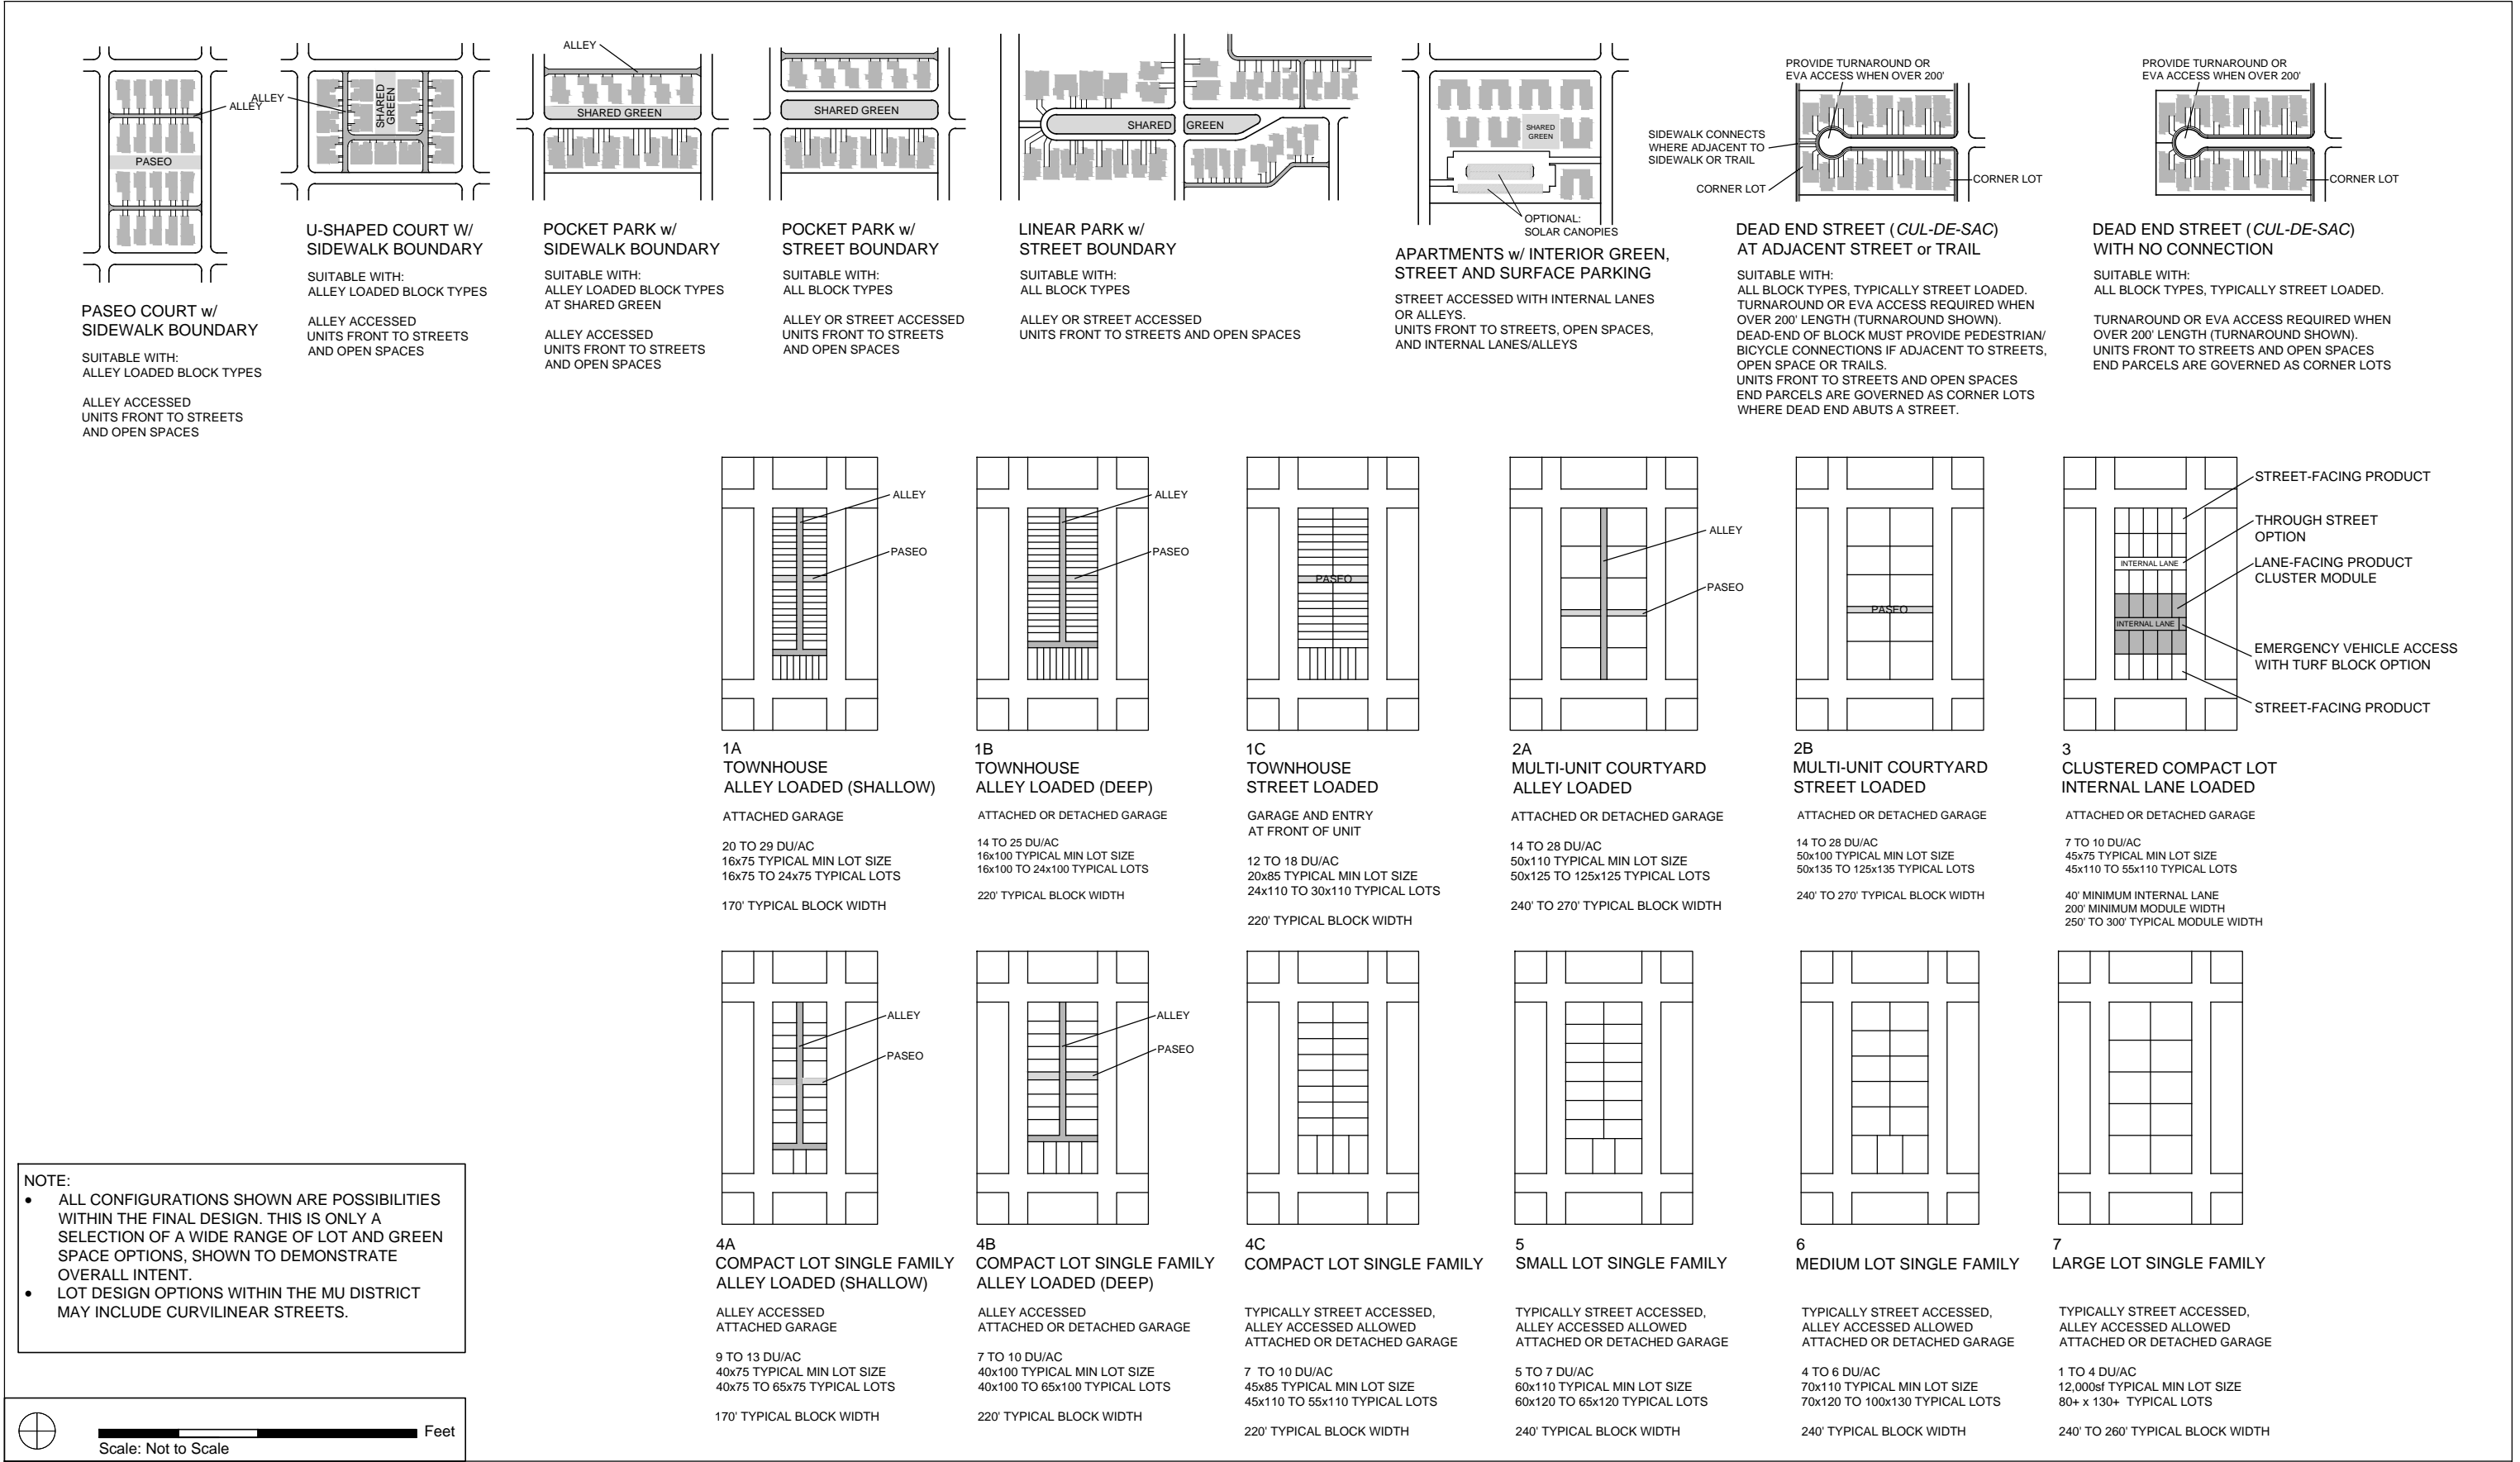 ALLEY
PASEO
PASEO COURT w/
SIDEWALK BOUNDARY
SUITABLE WITH:
ALLEY LOADED BLOCK TYPES
ALLEY ACCESSED
UNITS FRONT TO STREETS
AND OPEN SPACES
ALLEY
SHARED
GREEN
U-SHAPED COURT W/
SIDEWALK BOUNDARY
SUITABLE WITH:
ALLEY LOADED BLOCK TYPES
ALLEY ACCESSED
UNITS FRONT TO STREETS
AND OPEN SPACES
ALLEY
SHARED GREEN
POCKET PARK w/
SIDEWALK BOUNDARY
SUITABLE WITH:
ALLEY LOADED BLOCK TYPES
AT SHARED GREEN
ALLEY ACCESSED
UNITS FRONT TO STREETS
AND OPEN SPACES
SHARED GREEN
POCKET PARK w/
STREET BOUNDARY
SUITABLE WITH:
ALL BLOCK TYPES
ALLEY OR STREET ACCESSED
UNITS FRONT TO STREETS
AND OPEN SPACES
SHARED GREEN
LINEAR PARK w/
STREET BOUNDARY
SUITABLE WITH:
ALL BLOCK TYPES
ALLEY OR STREET ACCESSED
UNITS FRONT TO STREETS AND OPEN SPACES
SHARED
GREEN
OPTIONAL:
SOLAR CANOPIES
APARTMENTS w/ INTERIOR GREEN,
STREET AND SURFACE PARKING
STREET ACCESSED WITH INTERNAL LANES
OR ALLEYS.
UNITS FRONT TO STREETS, OPEN SPACES,
AND INTERNAL LANES/ALLEYS
PROVIDE TURNAROUND OR
EVA ACCESS WHEN OVER 200'
SIDEWALK CONNECTS
WHERE ADJACENT TO
SIDEWALK OR TRAIL
CORNER LOT
CORNER LOT
DEAD END STREET (CUL-DE-SAC)
AT ADJACENT STREET or TRAIL
SUITABLE WITH:
ALL BLOCK TYPES, TYPICALLY STREET LOADED.
TURNAROUND OR EVA ACCESS REQUIRED WHEN
OVER 200' LENGTH (TURNAROUND SHOWN).
DEAD-END OF BLOCK MUST PROVIDE PEDESTRIAN/
BICYCLE CONNECTIONS IF ADJACENT TO STREETS,
OPEN SPACE OR TRAILS.
UNITS FRONT TO STREETS AND OPEN SPACES
END PARCELS ARE GOVERNED AS CORNER LOTS
WHERE DEAD END ABUTS A STREET.
PROVIDE TURNAROUND OR
EVA ACCESS WHEN OVER 200'
CORNER LOT
DEAD END STREET (CUL-DE-SAC)
WITH NO CONNECTION
SUITABLE WITH:
ALL BLOCK TYPES, TYPICALLY STREET LOADED.
TURNAROUND OR EVA ACCESS REQUIRED WHEN
OVER 200' LENGTH (TURNAROUND SHOWN).
UNITS FRONT TO STREETS AND OPEN SPACES
END PARCELS ARE GOVERNED AS CORNER LOTS
ALLEY
PASEO
1A
TOWNHOUSE
ALLEY LOADED (SHALLOW)
ATTACHED GARAGE
20 TO 29 DU/AC
16x75 TYPICAL MIN LOT SIZE
16x75 TO 24x75 TYPICAL LOTS
170' TYPICAL BLOCK WIDTH
ALLEY
PASEO
1B
TOWNHOUSE
ALLEY LOADED (DEEP)
ATTACHED OR DETACHED GARAGE
14 TO 25 DU/AC
16x100 TYPICAL MIN LOT SIZE
16x100 TO 24x100 TYPICAL LOTS
220' TYPICAL BLOCK WIDTH
PASEO
1C
TOWNHOUSE
STREET LOADED
GARAGE AND ENTRY
AT FRONT OF UNIT
12 TO 18 DU/AC
20x85 TYPICAL MIN LOT SIZE
24x110 TO 30x110 TYPICAL LOTS
220' TYPICAL BLOCK WIDTH
ALLEY
PASEO
2A
MULTI-UNIT COURTYARD
ALLEY LOADED
ATTACHED OR DETACHED GARAGE
14 TO 28 DU/AC
50x110 TYPICAL MIN LOT SIZE
50x125 TO 125x125 TYPICAL LOTS
240' TO 270' TYPICAL BLOCK WIDTH
PASEO
2B
MULTI-UNIT COURTYARD
STREET LOADED
ATTACHED OR DETACHED GARAGE
14 TO 28 DU/AC
50x100 TYPICAL MIN LOT SIZE
50x135 TO 125x135 TYPICAL LOTS
240' TO 270' TYPICAL BLOCK WIDTH
STREET-FACING PRODUCT
THROUGH STREET
OPTION
INTERNAL LANE
LANE-FACING PRODUCT
CLUSTER MODULE
INTERNAL LANE
EMERGENCY VEHICLE ACCESS
WITH TURF BLOCK OPTION
STREET-FACING PRODUCT
3
CLUSTERED COMPACT LOT
INTERNAL LANE LOADED
ATTACHED OR DETACHED GARAGE
7 TO 10 DU/AC
45x75 TYPICAL MIN LOT SIZE
45x110 TO 55x110 TYPICAL LOTS
40' MINIMUM INTERNAL LANE
200' MINIMUM MODULE WIDTH
250' TO 300' TYPICAL MODULE WIDTH
ALLEY
PASEO
4A
COMPACT LOT SINGLE FAMILY
ALLEY LOADED (SHALLOW)
ALLEY ACCESSED
ATTACHED GARAGE
9 TO 13 DU/AC
40x75 TYPICAL MIN LOT SIZE
40x75 TO 65x75 TYPICAL LOTS
170' TYPICAL BLOCK WIDTH
ALLEY
PASEO
4B
COMPACT LOT SINGLE FAMILY
ALLEY LOADED (DEEP)
ALLEY ACCESSED
ATTACHED OR DETACHED GARAGE
7 TO 10 DU/AC
40x100 TYPICAL MIN LOT SIZE
40x100 TO 65x100 TYPICAL LOTS
220' TYPICAL BLOCK WIDTH
4C
COMPACT LOT SINGLE FAMILY
TYPICALLY STREET ACCESSED,
ALLEY ACCESSED ALLOWED
ATTACHED OR DETACHED GARAGE
7 TO 10 DU/AC
45x85 TYPICAL MIN LOT SIZE
45x110 TO 55x110 TYPICAL LOTS
220' TYPICAL BLOCK WIDTH
5
SMALL LOT SINGLE FAMILY
TYPICALLY STREET ACCESSED,
ALLEY ACCESSED ALLOWED
ATTACHED OR DETACHED GARAGE
5 TO 7 DU/AC
60x110 TYPICAL MIN LOT SIZE
60x120 TO 65x120 TYPICAL LOTS
240' TYPICAL BLOCK WIDTH
6
MEDIUM LOT SINGLE FAMILY
TYPICALLY STREET ACCESSED,
ALLEY ACCESSED ALLOWED
ATTACHED OR DETACHED GARAGE
4 TO 6 DU/AC
70x110 TYPICAL MIN LOT SIZE
70x120 TO 100x130 TYPICAL LOTS
240' TYPICAL BLOCK WIDTH
7
LARGE LOT SINGLE FAMILY
TYPICALLY STREET ACCESSED,
ALLEY ACCESSED ALLOWED
ATTACHED OR DETACHED GARAGE
1 TO 4 DU/AC
12,000sf TYPICAL MIN LOT SIZE
80+ x 130+ TYPICAL LOTS
240' TO 260' TYPICAL BLOCK WIDTH
NOTE:
• ALL CONFIGURATIONS SHOWN ARE POSSIBILITIES
WITHIN THE FINAL DESIGN. THIS IS ONLY A
SELECTION OF A WIDE RANGE OF LOT AND GREEN
SPACE OPTIONS, SHOWN TO DEMONSTRATE
OVERALL INTENT.
• LOT DESIGN OPTIONS WITHIN THE MU DISTRICT
MAY INCLUDE CURVILINEAR STREETS.
Feet
Scale: Not to Scale